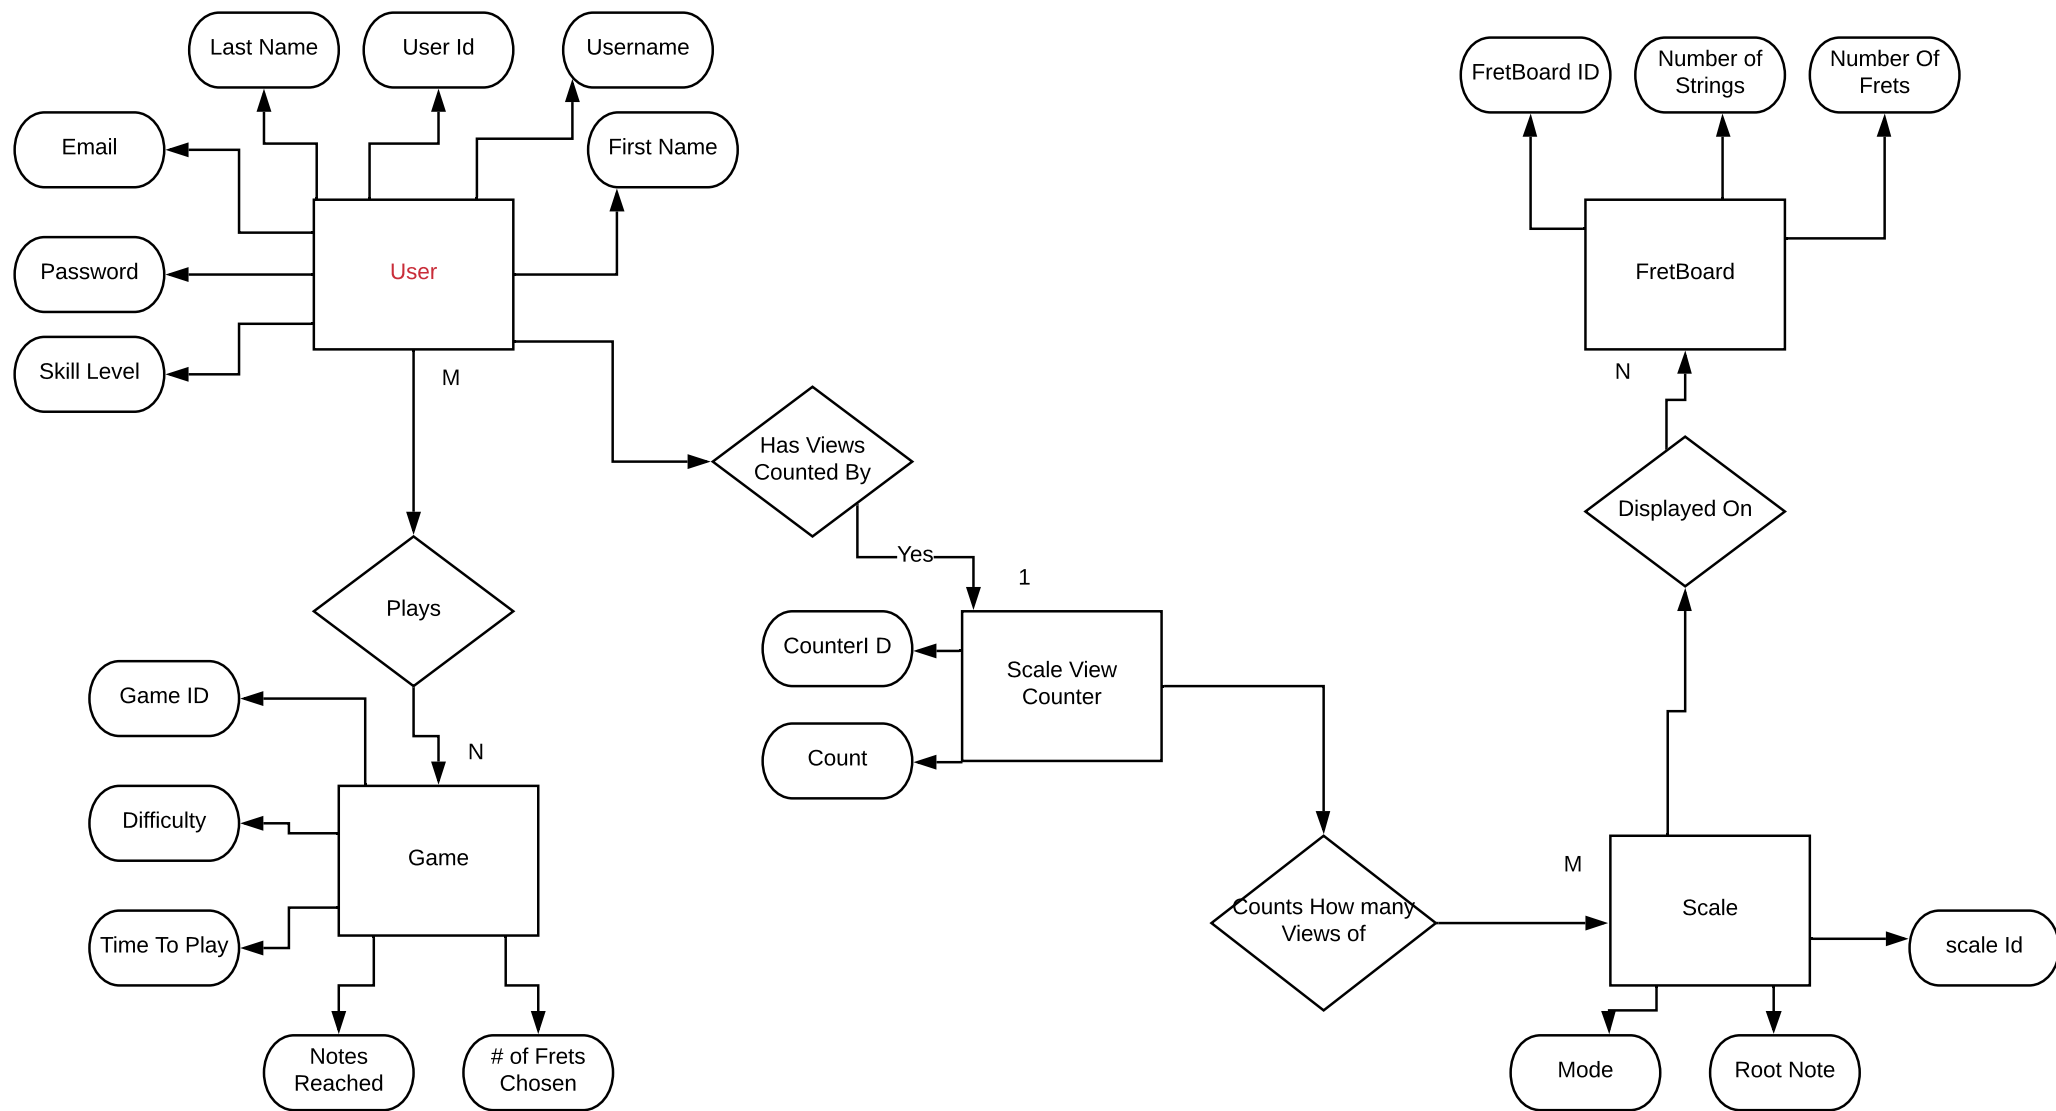 Last Name
User Id
Username
FretBoard ID
Number of
Strings
Number Of
Frets
Email
First Name
Password
User
FretBoard
Skill Level
M
N
Has Views
Counted By
Displayed On
Yes
1
Plays
CounterI D
Scale View
Counter
Game ID
N
Count
Difficulty
Game
M
Counts How many
Views of
Scale
Time To Play
scale Id
Notes
Reached
# of Frets
Chosen
Mode
Root Note